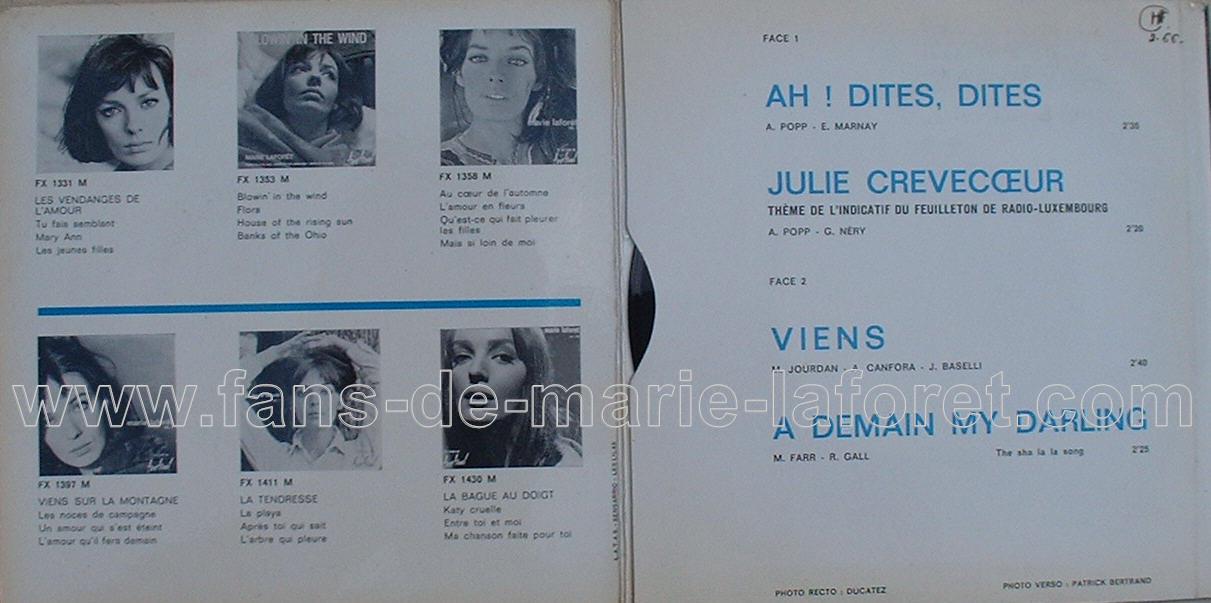 BLOWIN' IN THE WIND
MARIE LAFORÊT
marie laforêt
FX 1331 M
LES VENDANGES DE
L'AMOUR
Tu fais semblant
Mary Ann
Les jeunes filles
FX 1353 M
Blowin' in the wind
Flora
House of the rising sun
Banks of the Ohio
FX 1358 M
Au cœur de l'automne
L'amour en fleurs
Qu'est-ce qui fait pleurer
les filles
Mais si loin de moi
marie laforet
FX 1397 M
VIENS SUR LA MONTAGNE
Les noces de campagne
Un amour qui s'est éteint
L'amour qu'il fera demain
FX 1411 M
LA TENDRESSE
La playa
Après toi qui sait
L'arbre qui pleure
FX 1430 M
LA BAGUE AU DOIGT
Katy cruelle
Entre toi et moi
Ma chanson faite pour toi
FACE 1
AH ! DITES, DITES
A. POPP - E. MARNAY 2'35
JULIE CREVECŒUR
THÈME DE L'INDICATIF DU FEUILLETON DE RADIO-LUXEMBOURG
A. POPP - G. NÉRY 2'20
FACE 2
VIENS
M. JOURDAN - A. CANFORA - J. BASELLI 2'40
A DEMAIN MY DARLING
M. FARR - R. GALL The sha la la song 2'25
PHOTO RECTO : DUCATEZ PHOTO VERSO : PATRICK BERTRAND
www.fans-de-marie-laforet.com